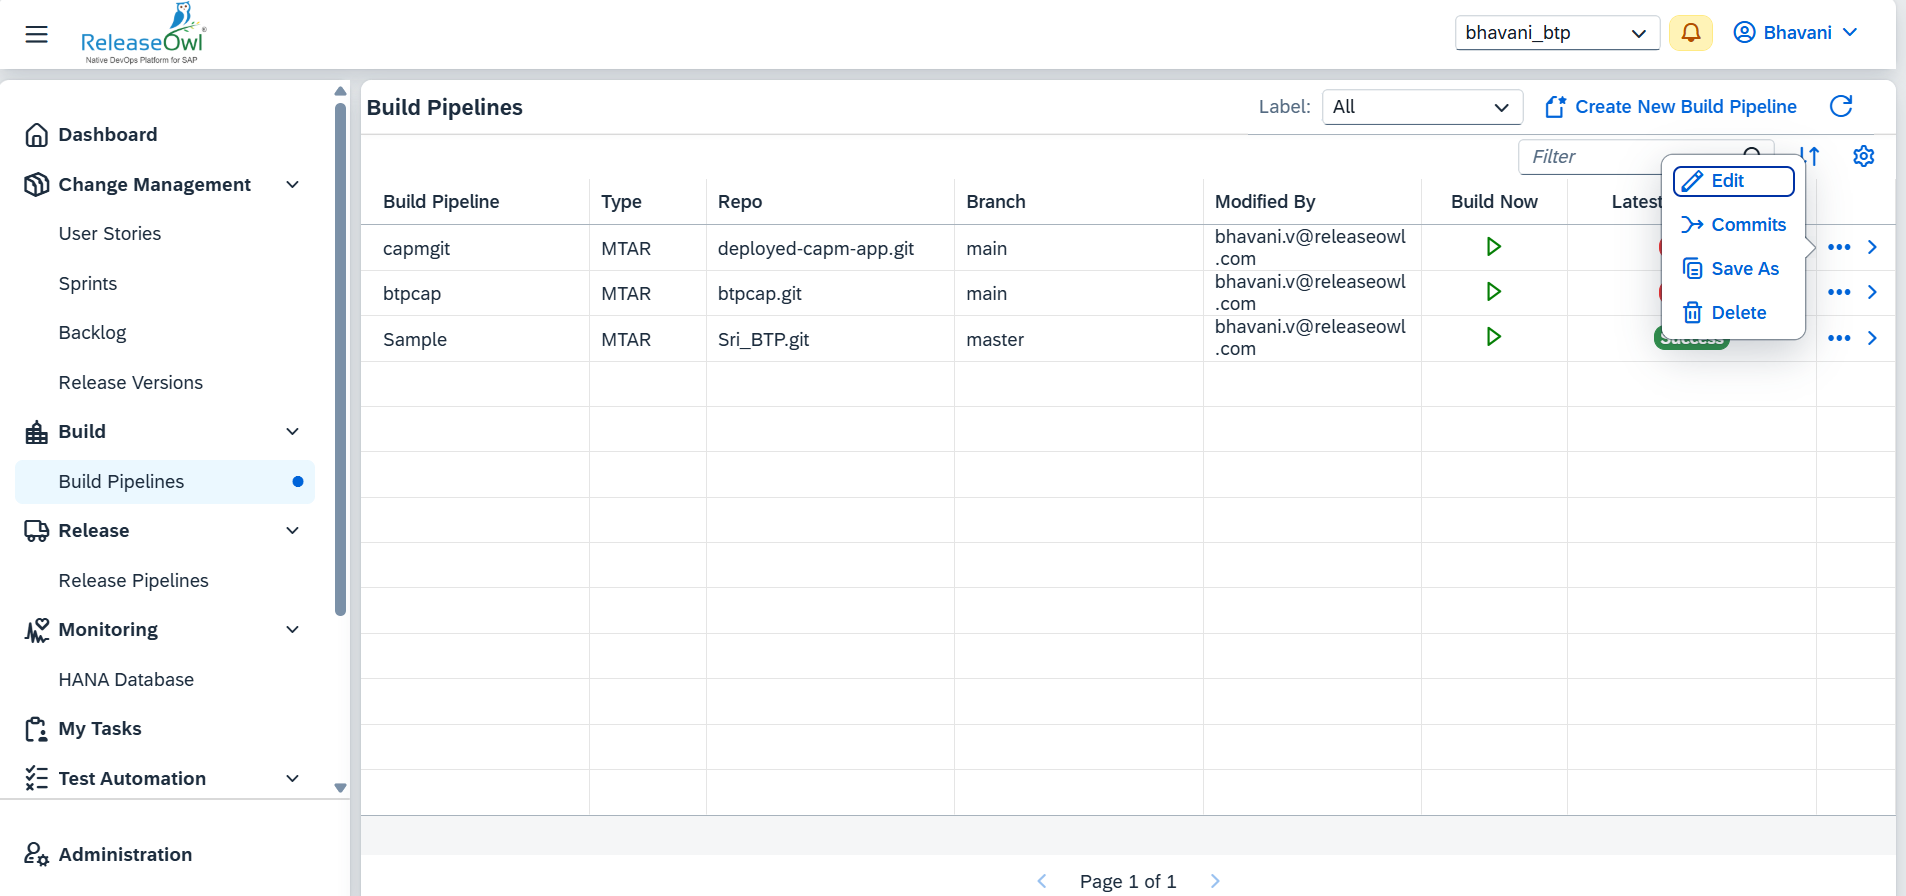 ReleaseOwl
Native DevOps Platform for SAP
bhavani_btp
Bhavani
Dashboard
Change Management
User Stories
Sprints
Backlog
Release Versions
Build
Build Pipelines
Release
Release Pipelines
Monitoring
HANA Database
My Tasks
Test Automation
Administration
Build Pipelines
Label:
All
Create New Build Pipeline
Filter
Build Pipeline Type Repo Branch Modified By Build Now Latest
capmgit MTAR deployed-capm-app.git main bhavani.v@releaseowl
.com
btpcap MTAR btpcap.git main bhavani.v@releaseowl
.com
Sample MTAR Sri_BTP.git master bhavani.v@releaseowl
.com
Success
Edit
Commits
Save As
Delete
Page 1 of 1